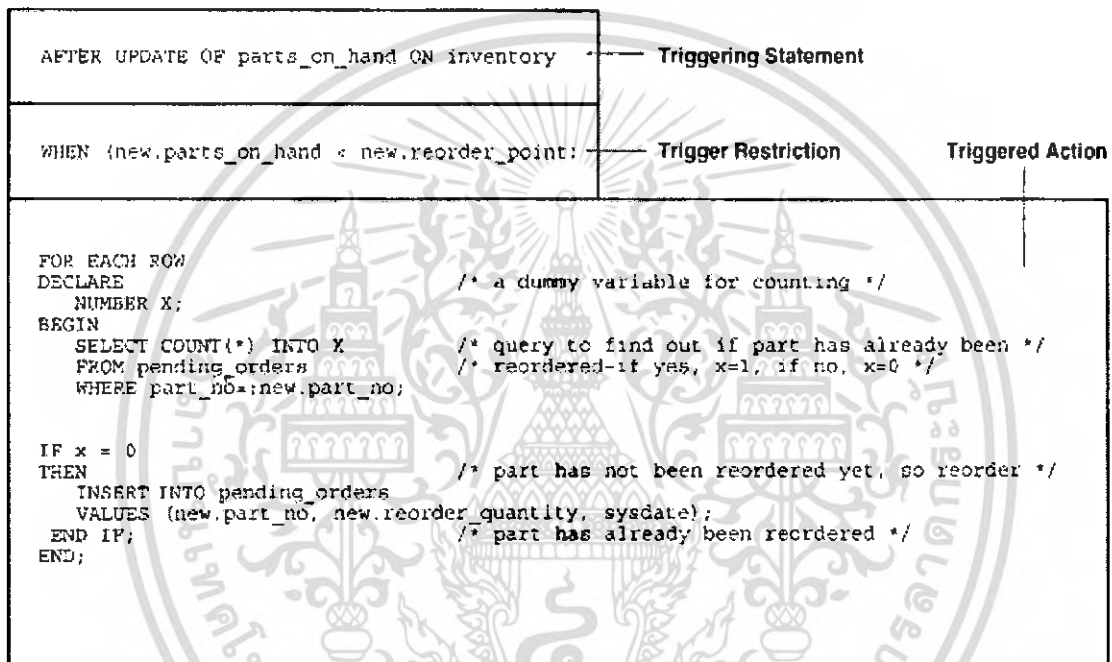 AFTER UPDATE OF parts_on_hand ON inventory Triggering Statement
WHEN (new.parts_on_hand < new.reorder_point) Trigger Restriction Triggered Action
FOR EACH ROW
DECLARE /* a dummy variable for counting */
NUMBER X;
BEGIN
SELECT COUNT(*) INTO X /* query to find out if part has already been */
FROM pending_orders /* reordered-if yes, x=1, if no, x=0 */
WHERE part_no=:new.part_no;
IF x = 0
THEN /* part has not been reordered yet, so reorder */
INSERT INTO pending_orders
VALUES (new.part_no, new.reorder_quantity, sysdate);
END IF; /* part has already been reordered */
END;